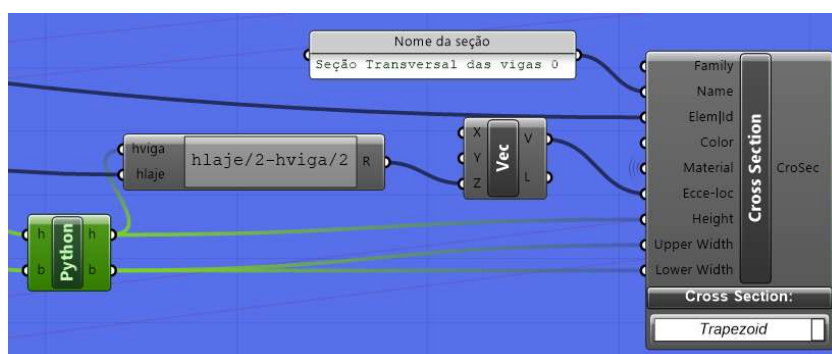 Nome da seção
Seção Transversal das vigas 0
hviga
hlaje
hlaje/2-hviga/2
R
X
Y
Z
Vec
V
L
h
b
Python
h
b
Family
Name
Elem|Id
Color
Material
Ecce-loc
Height
Upper Width
Lower Width
Cross Section
CroSec
Cross Section:
Trapezoid